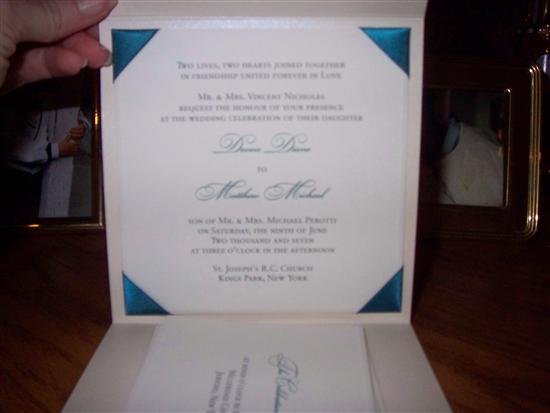 Two lives, two hearts joined together
in friendship united forever in Love
Mr. & Mrs. Vincent Nicholes
request the honour of your presence
at the wedding celebration of their daughter
Donna Diane
to
Matthew Michael
son of Mr. & Mrs. Michael Perotti
on Saturday, the ninth of June
Two thousand and seven
at three o'clock in the afternoon
St. Joseph's R.C. Church
Kings Park, New York
The